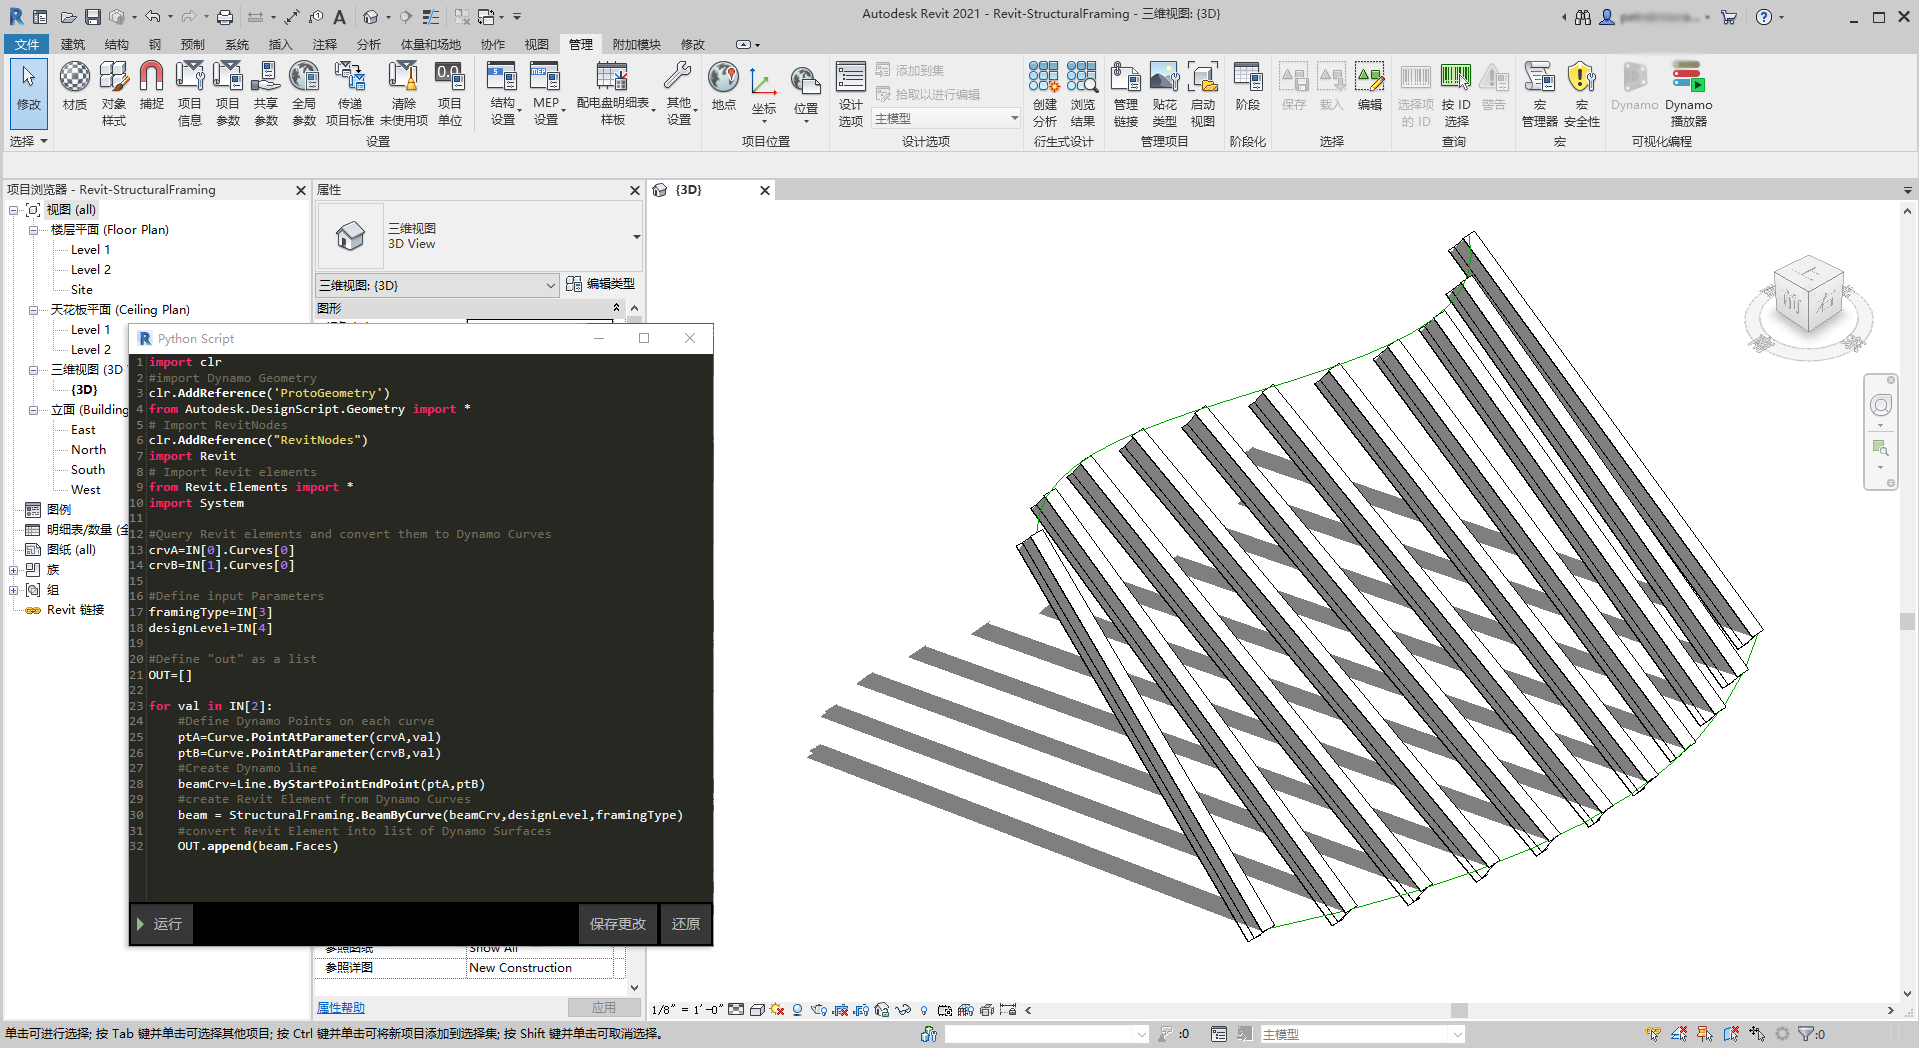 Autodesk Revit 2021 - Revit-StructuralFraming - 三维视图: {3D}
文件 建筑 结构 钢 预制 系统 插入 注释 分析 体量和场地 协作 视图 管理 附加模块 修改
修改
材质
对象
样式
捕捉
项目
信息
项目
参数
共享
参数
全局
参数
传递
项目标准
清除
未使用项
项目
单位
结构
设置
MEP
设置
配电盘明细表
样板
其他
设置
地点
坐标
位置
设计
选项
添加到集
拾取以进行编辑
主模型
创建
分析
浏览
结果
管理
链接
贴花
类型
启动
视图
阶段
保存
载入
编辑
选择项
的 ID
按 ID
选择
警告
宏
管理器
宏
安全性
Dynamo
Dynamo
播放器
选择 设置 项目位置 设计选项 衍生式设计 管理项目 阶段化 选择 查询 宏 可视化编程
项目浏览器 - Revit-StructuralFraming
视图 (all)
楼层平面 (Floor Plan)
Level 1
Level 2
Site
天花板平面 (Ceiling Plan)
Level 1
Level 2
三维视图 (3D
{3D}
立面 (Building
East
North
South
West
图例
明细表/数量 (全
图纸 (all)
族
组
Revit 链接
属性
三维视图
3D View
三维视图: {3D}
编辑类型
图形
{3D}
上
前
右
Python Script
1 import clr
2 #import Dynamo Geometry
3 clr.AddReference('ProtoGeometry')
4 from Autodesk.DesignScript.Geometry import *
5 # Import RevitNodes
6 clr.AddReference("RevitNodes")
7 import Revit
8 # Import Revit elements
9 from Revit.Elements import *
10 import System
11
12 #Query Revit elements and convert them to Dynamo Curves
13 crvA=IN[0].Curves[0]
14 crvB=IN[1].Curves[0]
15
16 #Define input Parameters
17 framingType=IN[3]
18 designLevel=IN[4]
19
20 #Define "out" as a list
21 OUT=[]
22
23 for val in IN[2]:
24 #Define Dynamo Points on each curve
25 ptA=Curve.PointAtParameter(crvA,val)
26 ptB=Curve.PointAtParameter(crvB,val)
27 #Create Dynamo line
28 beamCrv=Line.ByStartPointEndPoint(ptA,ptB)
29 #create Revit Element from Dynamo Curves
30 beam = StructuralFraming.BeamByCurve(beamCrv,designLevel,framingType)
31 #convert Revit Element into list of Dynamo Surfaces
32 OUT.append(beam.Faces)
运行
保存更改
还原
参照图纸 Show All
参照详图 New Construction
属性帮助
应用
1/8" = 1'-0"
单击可进行选择; 按 Tab 键并单击可选择其他项目; 按 Ctrl 键并单击可将新项目添加到选择集; 按 Shift 键并单击可取消选择。
:0
主模型
:0